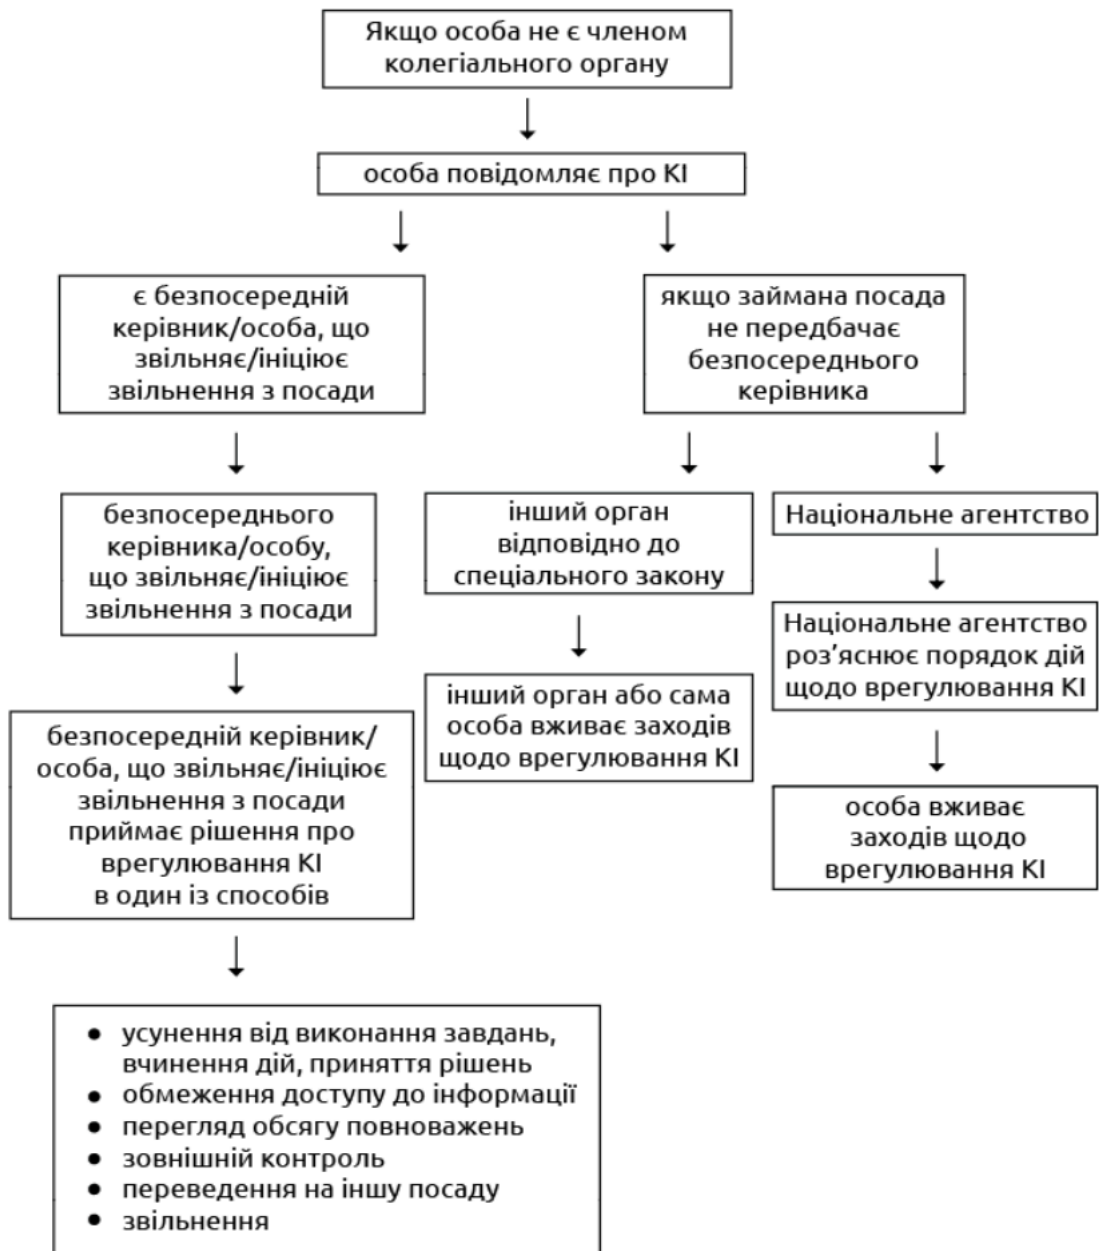 Якщо особа не є членом
колегіального органу
особа повідомляє про КІ
є безпосередній
керівник/особа, що
звільняє/ініціює
звільнення з посади
якщо займана посада
не передбачає
безпосереднього
керівника
безпосереднього
керівника/особу,
що звільняє/ініціює
звільнення з посади
інший орган
відповідно до
спеціального закону
Національне агентство
Національне агентство
роз’яснює порядок дій
щодо врегулювання КІ
інший орган або сама
особа вживає заходів
щодо врегулювання КІ
безпосередній керівник/
особа, що звільняє/ініціює
звільнення з посади
приймає рішення про
врегулювання КІ
в один із способів
особа вживає
заходів щодо
врегулювання КІ
• усунення від виконання завдань,
вчинення дій, прийняття рішень
• обмеження доступу до інформації
• перегляд обсягу повноважень
• зовнішній контроль
• переведення на іншу посаду
• звільнення